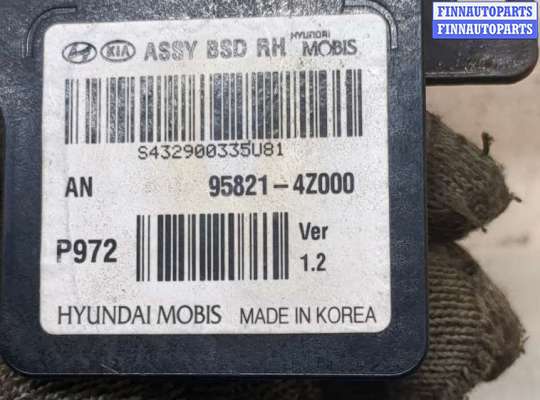 FINNAUTOPARTS
FINNAUTOPARTS
KIA ASSY BSD RH HYUNDAI MOBIS
S432900335U81
AN 95821-4Z000
P972 Ver 1.2
HYUNDAI MOBIS MADE IN KOREA